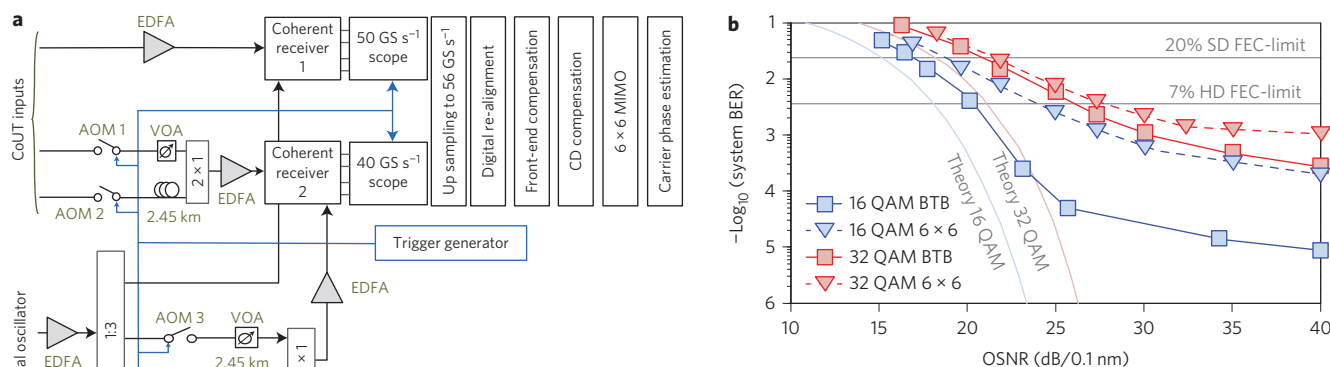 a
EDFA
Coherent
receiver
1
50 GS s⁻¹
scope
CoUT inputs
AOM 1
VOA
2 × 1
EDFA
Coherent
receiver
2
40 GS s⁻¹
scope
AOM 2
2.45 km
Up sampling to 56 GS s⁻¹
Digital re-alignment
Front-end compensation
CD compensation
6 × 6 MIMO
Carrier phase estimation
Trigger generator
EDFA
al oscillator
EDFA
1:3
AOM 3
VOA
2.45 km
× 1
b
−Log₁₀ (system BER)
1
2
3
4
5
6
20% SD FEC-limit
7% HD FEC-limit
Theory 16 QAM
Theory 32 QAM
16 QAM BTB
16 QAM 6 × 6
32 QAM BTB
32 QAM 6 × 6
10 15 20 25 30 35 40
OSNR (dB/0.1 nm)